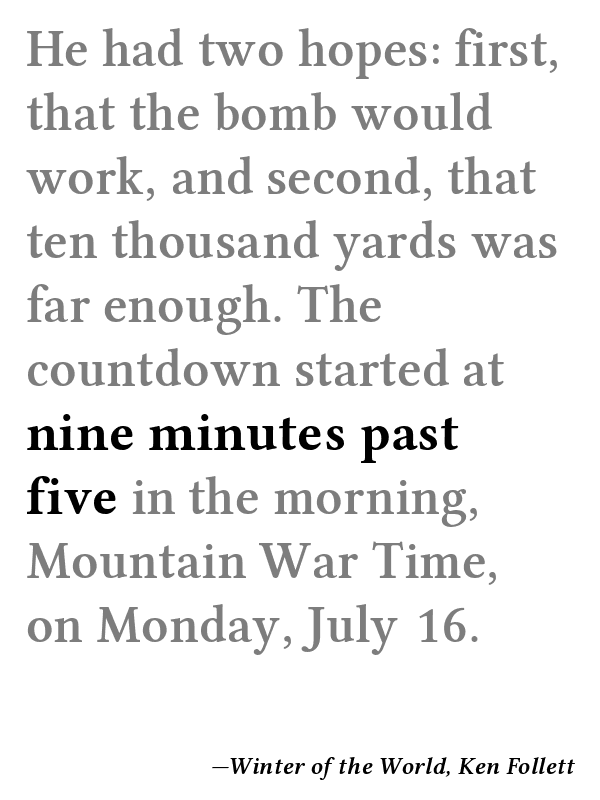 He had two hopes: first,
that the bomb would
work, and second, that
ten thousand yards was
far enough. The
countdown started at
nine minutes past
five in the morning,
Mountain War Time,
on Monday, July 16.
—Winter of the World, Ken Follett